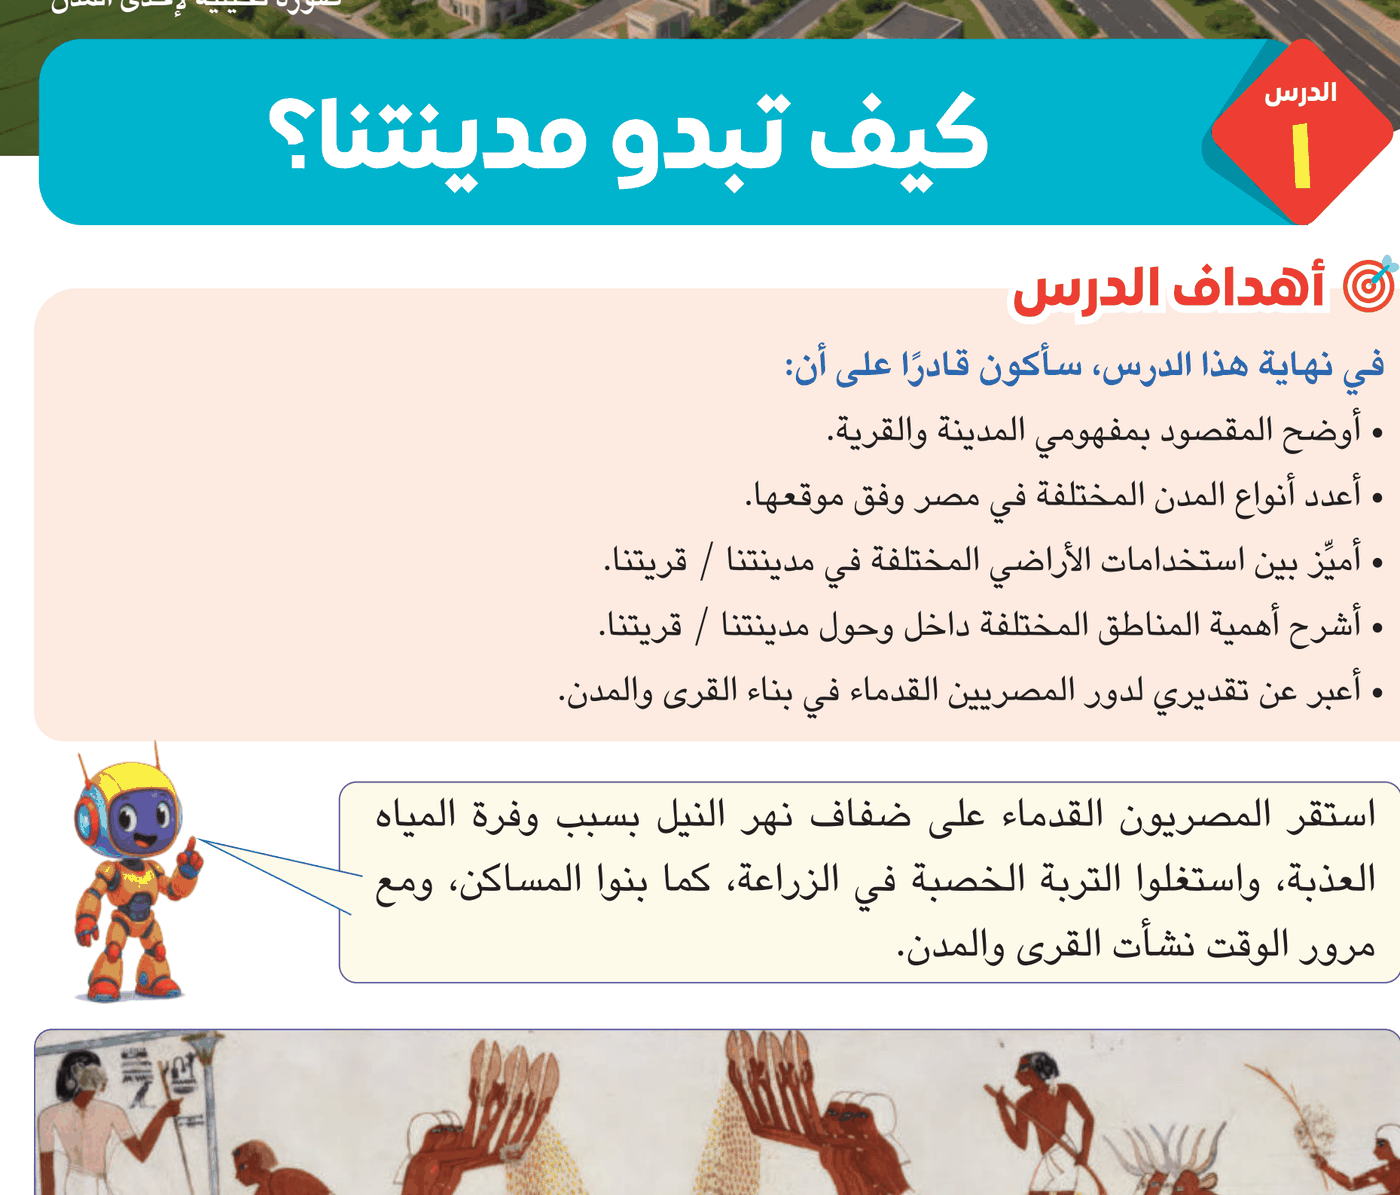 الدرس
١
كيف تبدو مدينتنا؟
أهداف الدرس
في نهاية هذا الدرس، سأكون قادرًا على أن:
• أوضح المقصود بمفهومي المدينة والقرية.
• أعدد أنواع المدن المختلفة في مصر وفق موقعها.
• أميِّز بين استخدامات الأراضي المختلفة في مدينتنا / قريتنا.
• أشرح أهمية المناطق المختلفة داخل وحول مدينتنا / قريتنا.
• أعبر عن تقديري لدور المصريين القدماء في بناء القرى والمدن.
استقر المصريون القدماء على ضفاف نهر النيل بسبب وفرة المياه
العذبة، واستغلوا التربة الخصبة في الزراعة، كما بنوا المساكن، ومع
مرور الوقت نشأت القرى والمدن.